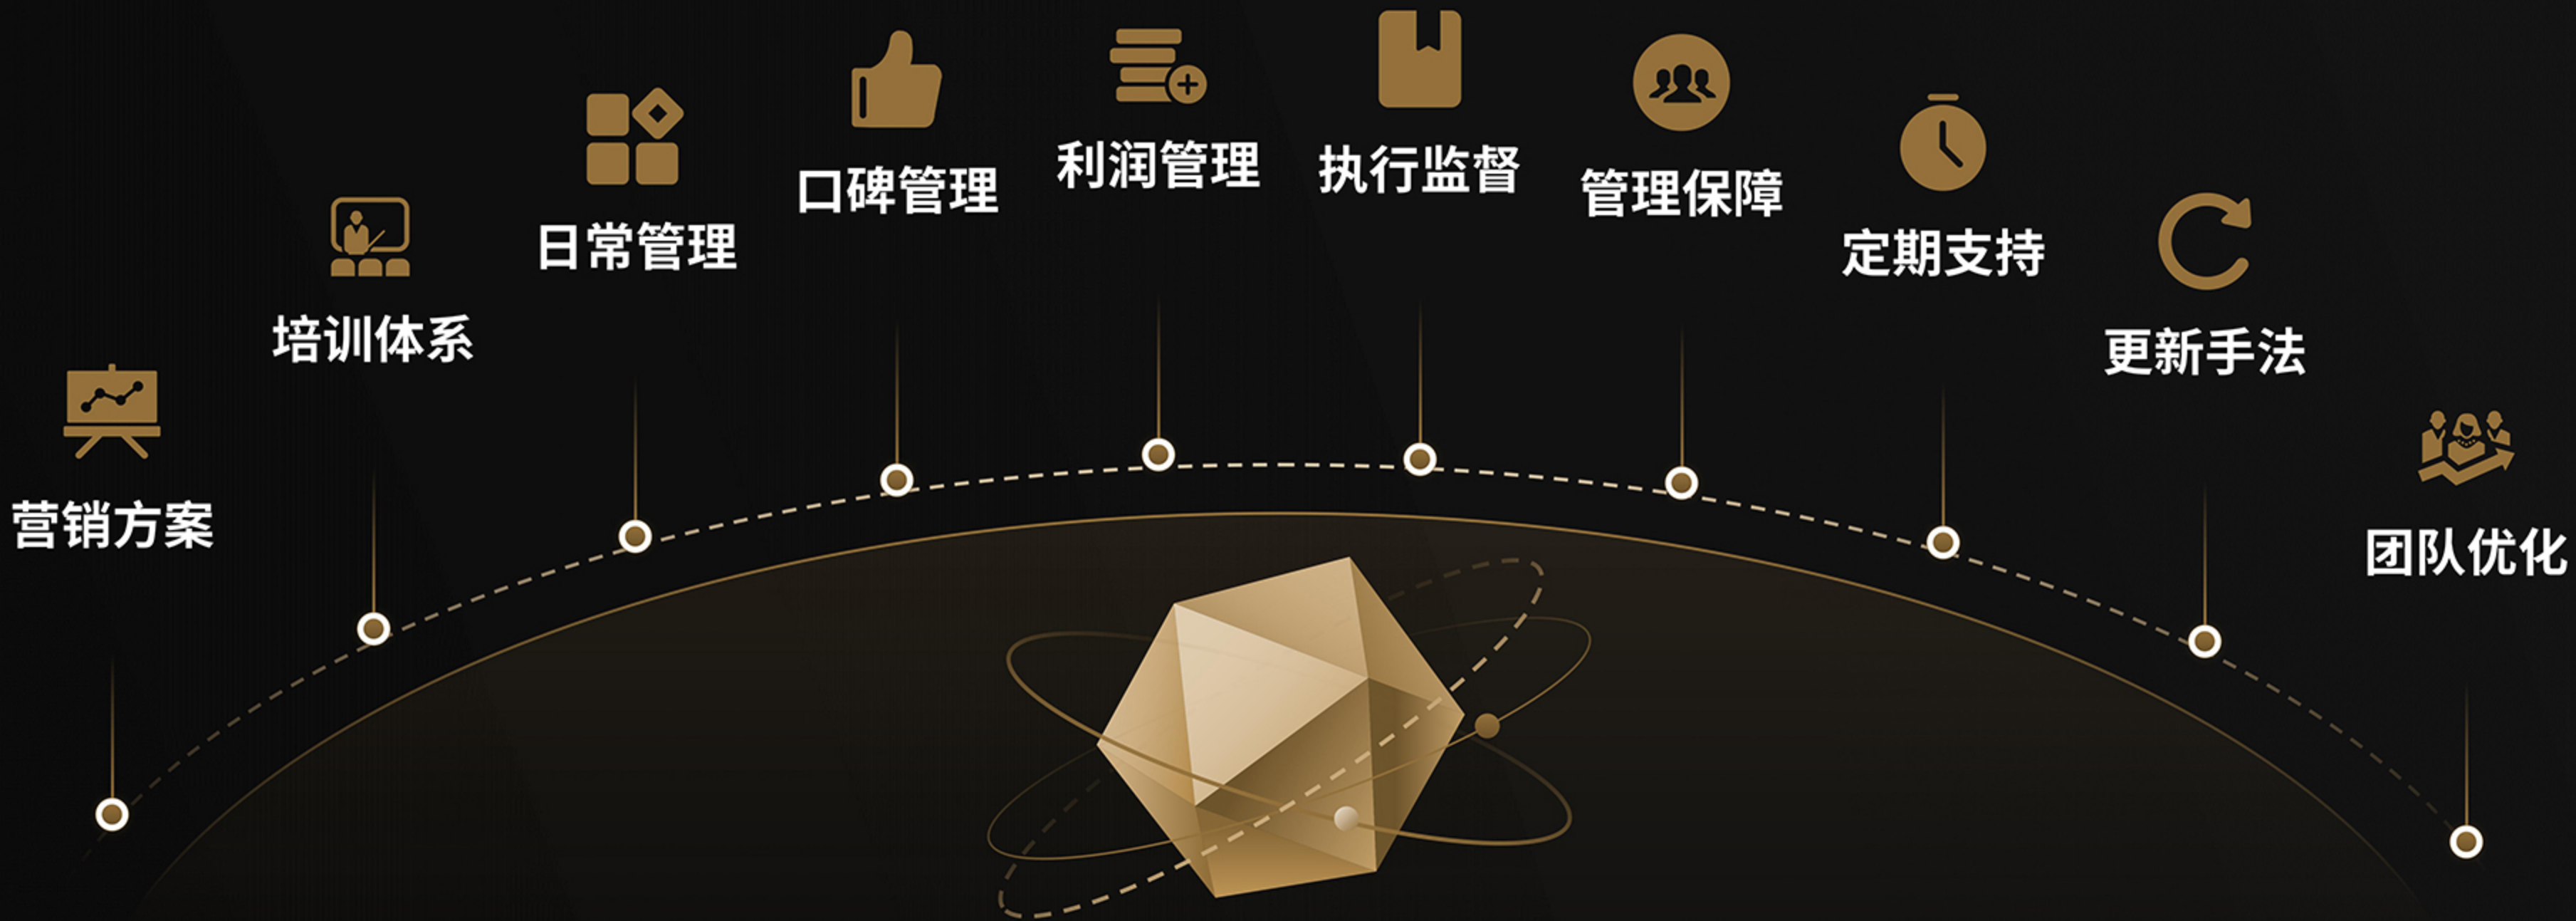 营销方案
培训体系
日常管理
口碑管理
利润管理
执行监督
管理保障
定期支持
更新手法
团队优化